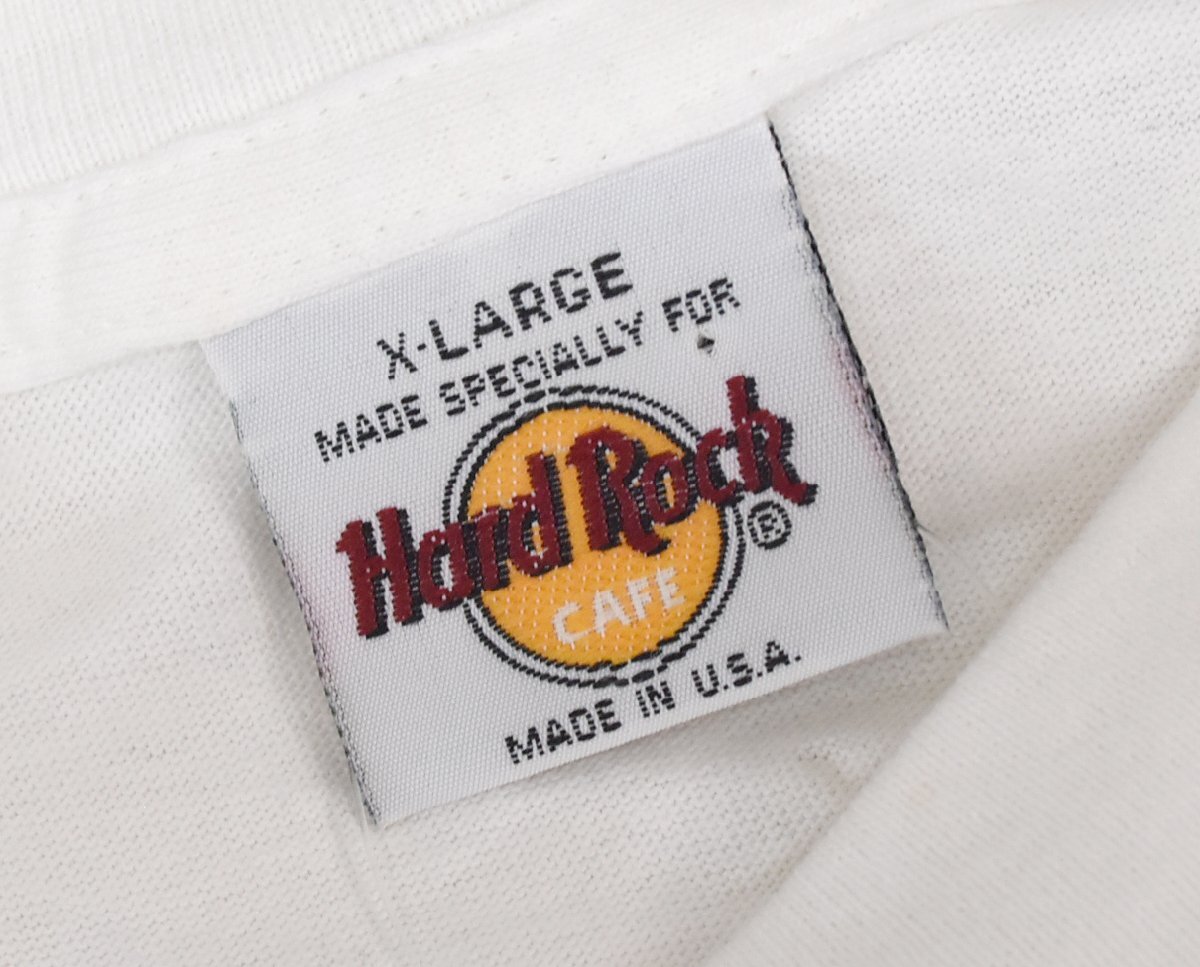 X-LARGE
MADE SPECIALLY FOR
Hard Rock
®
CAFE
MADE IN U.S.A.